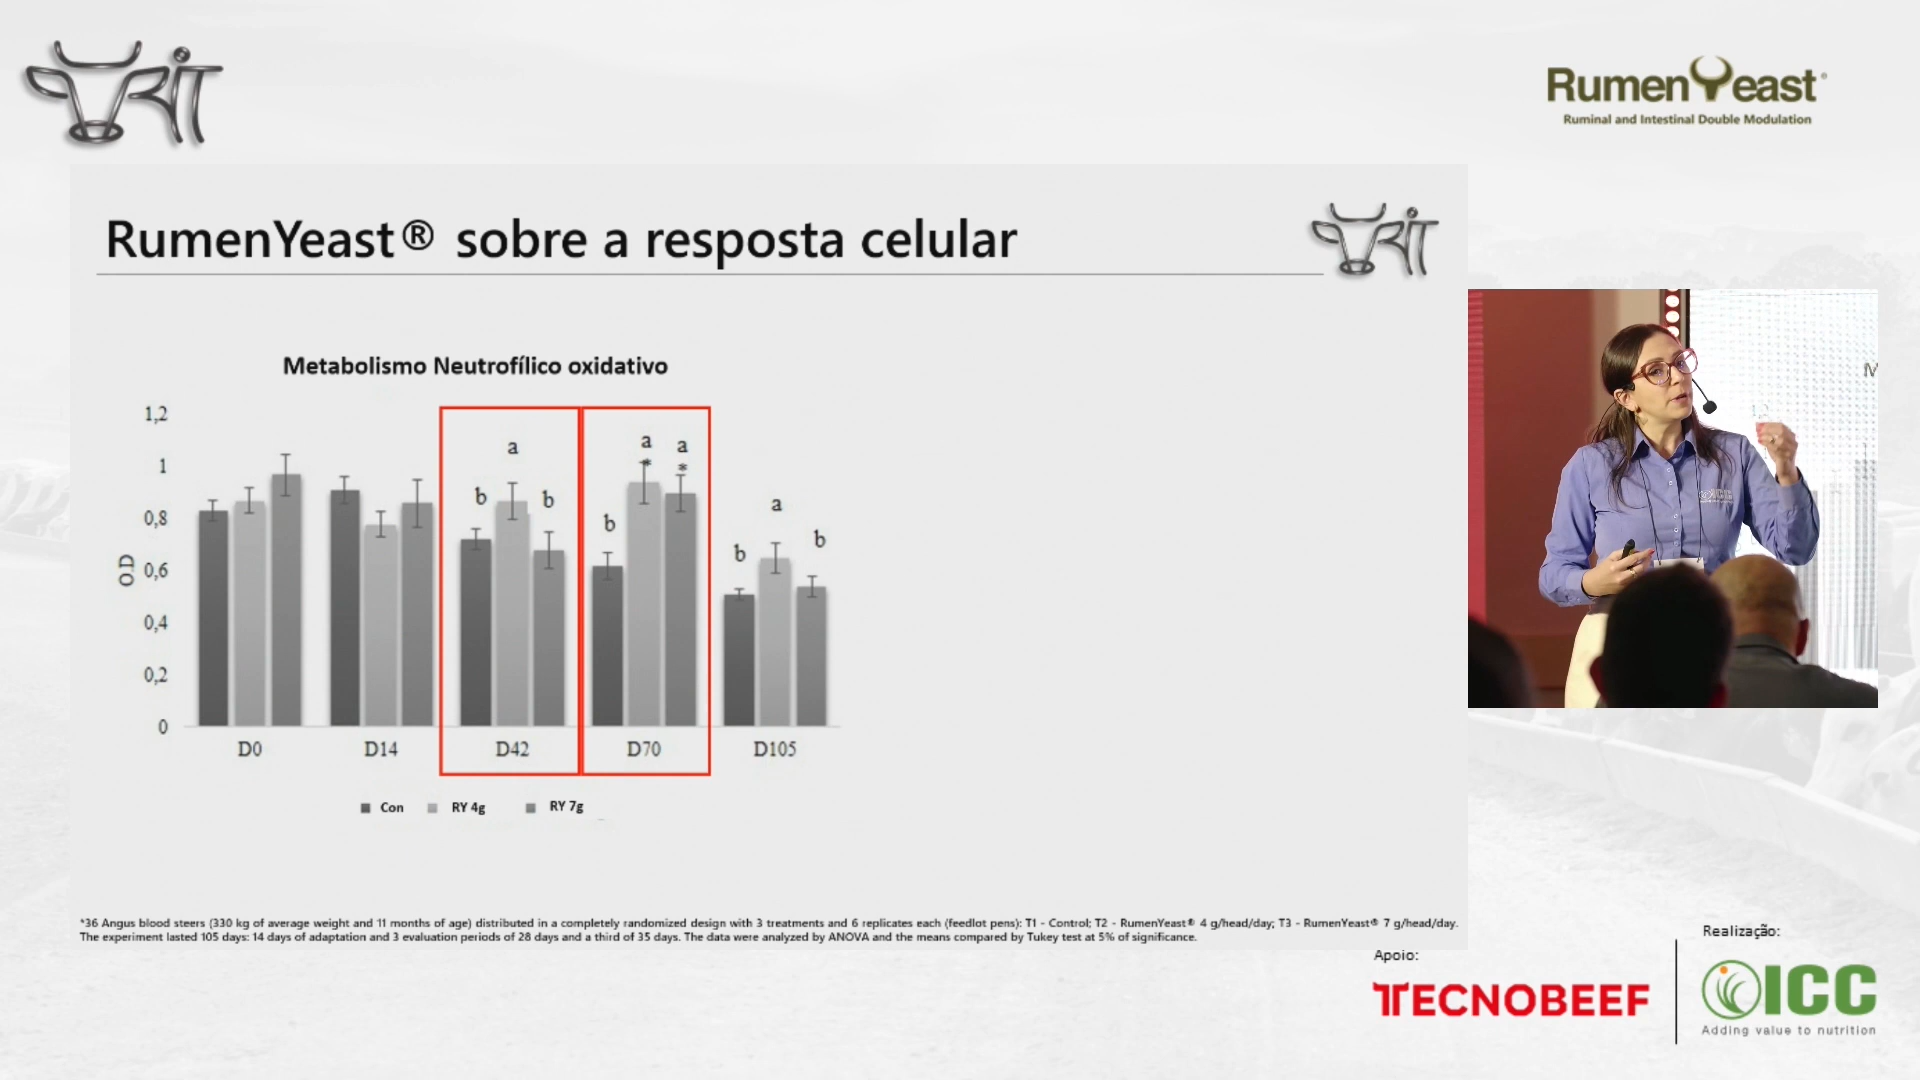 RiT
RumenYeast®
Ruminal and Intestinal Double Modulation
RumenYeast® sobre a resposta celular
RiT
Metabolismo Neutrofílico oxidativo
O.D
1,2
1
0,8
0,6
0,4
0,2
0
b a b
b a * a *
b a b
D0 D14 D42 D70 D105
Con RY 4g RY 7g
*36 Angus blood steers (330 kg of average weight and 11 months of age) distributed in a completely randomized design with 3 treatments and 6 replicates each (feedlot pens): T1 - Control; T2 - RumenYeast® 4 g/head/day; T3 - RumenYeast® 7 g/head/day.
The experiment lasted 105 days: 14 days of adaptation and 3 evaluation periods of 28 days and a third of 35 days. The data were analyzed by ANOVA and the means compared by Tukey test at 5% of significance.
M
Apoio:
TECNOBEEF
Realização:
ICC
Adding value to nutrition